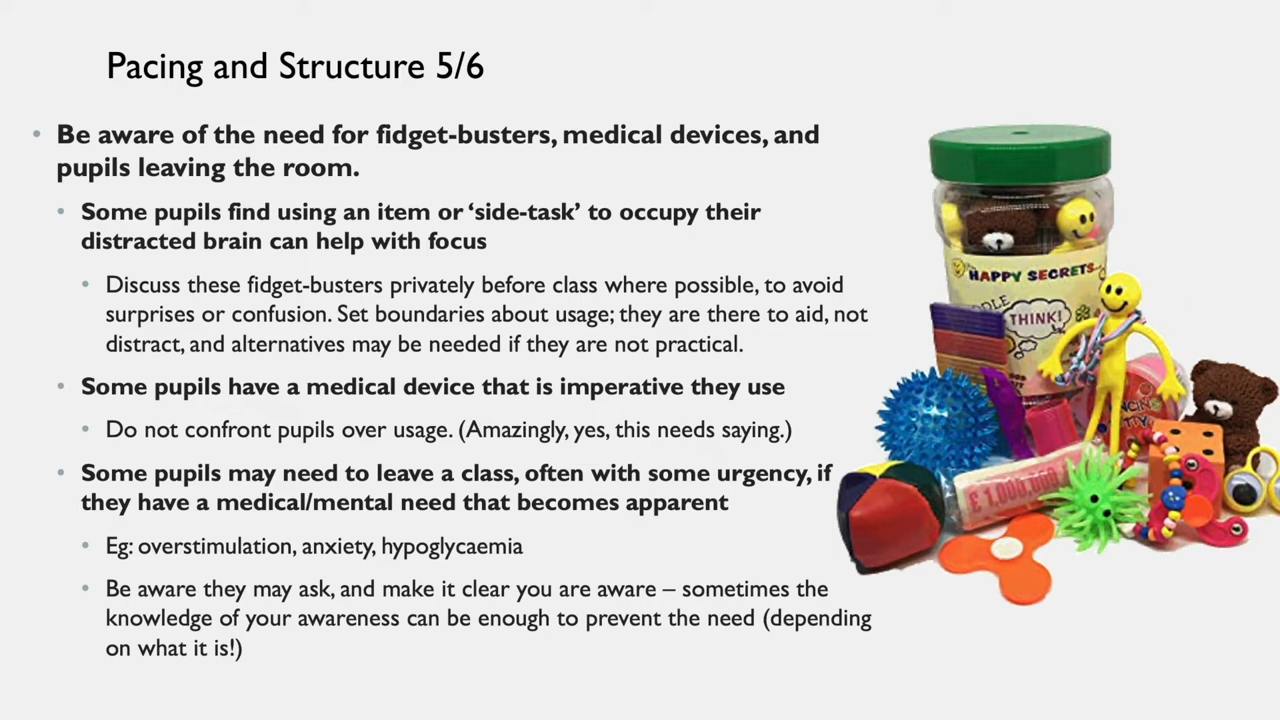 Pacing and Structure 5/6
• Be aware of the need for fidget-busters, medical devices, and
pupils leaving the room.
• Some pupils find using an item or ‘side-task’ to occupy their
distracted brain can help with focus
• Discuss these fidget-busters privately before class where possible, to avoid
surprises or confusion. Set boundaries about usage; they are there to aid, not
distract, and alternatives may be needed if they are not practical.
• Some pupils have a medical device that is imperative they use
• Do not confront pupils over usage. (Amazingly, yes, this needs saying.)
• Some pupils may need to leave a class, often with some urgency, if
they have a medical/mental need that becomes apparent
• Eg: overstimulation, anxiety, hypoglycaemia
• Be aware they may ask, and make it clear you are aware – sometimes the
knowledge of your awareness can be enough to prevent the need (depending
on what it is!)
HAPPY SECRETS
THINK!
£1,000,000